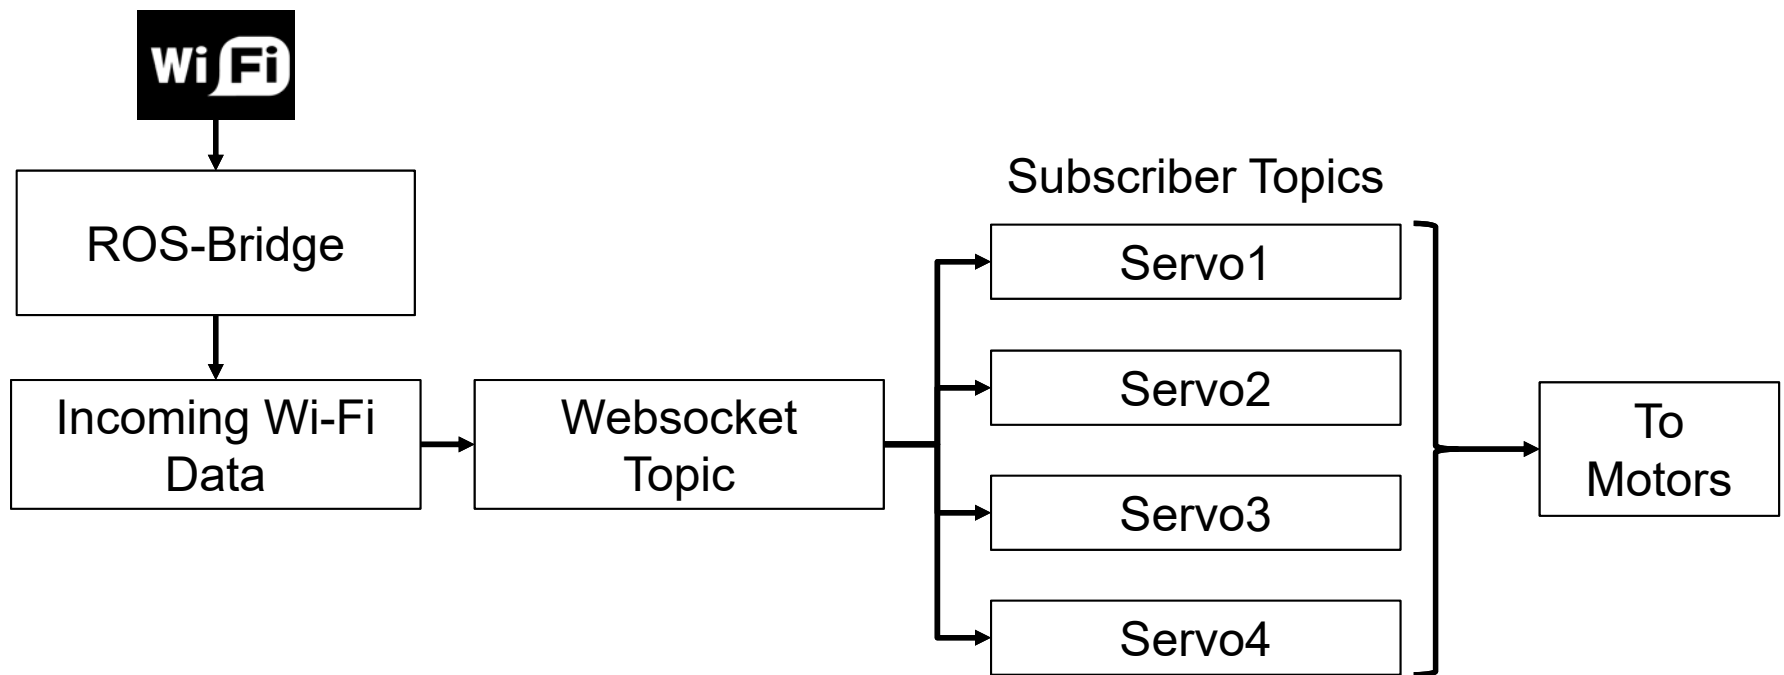 Wi Fi
ROS-Bridge
Incoming Wi-Fi
Data
Websocket
Topic
Subscriber Topics
Servo1
Servo2
Servo3
Servo4
To
Motors